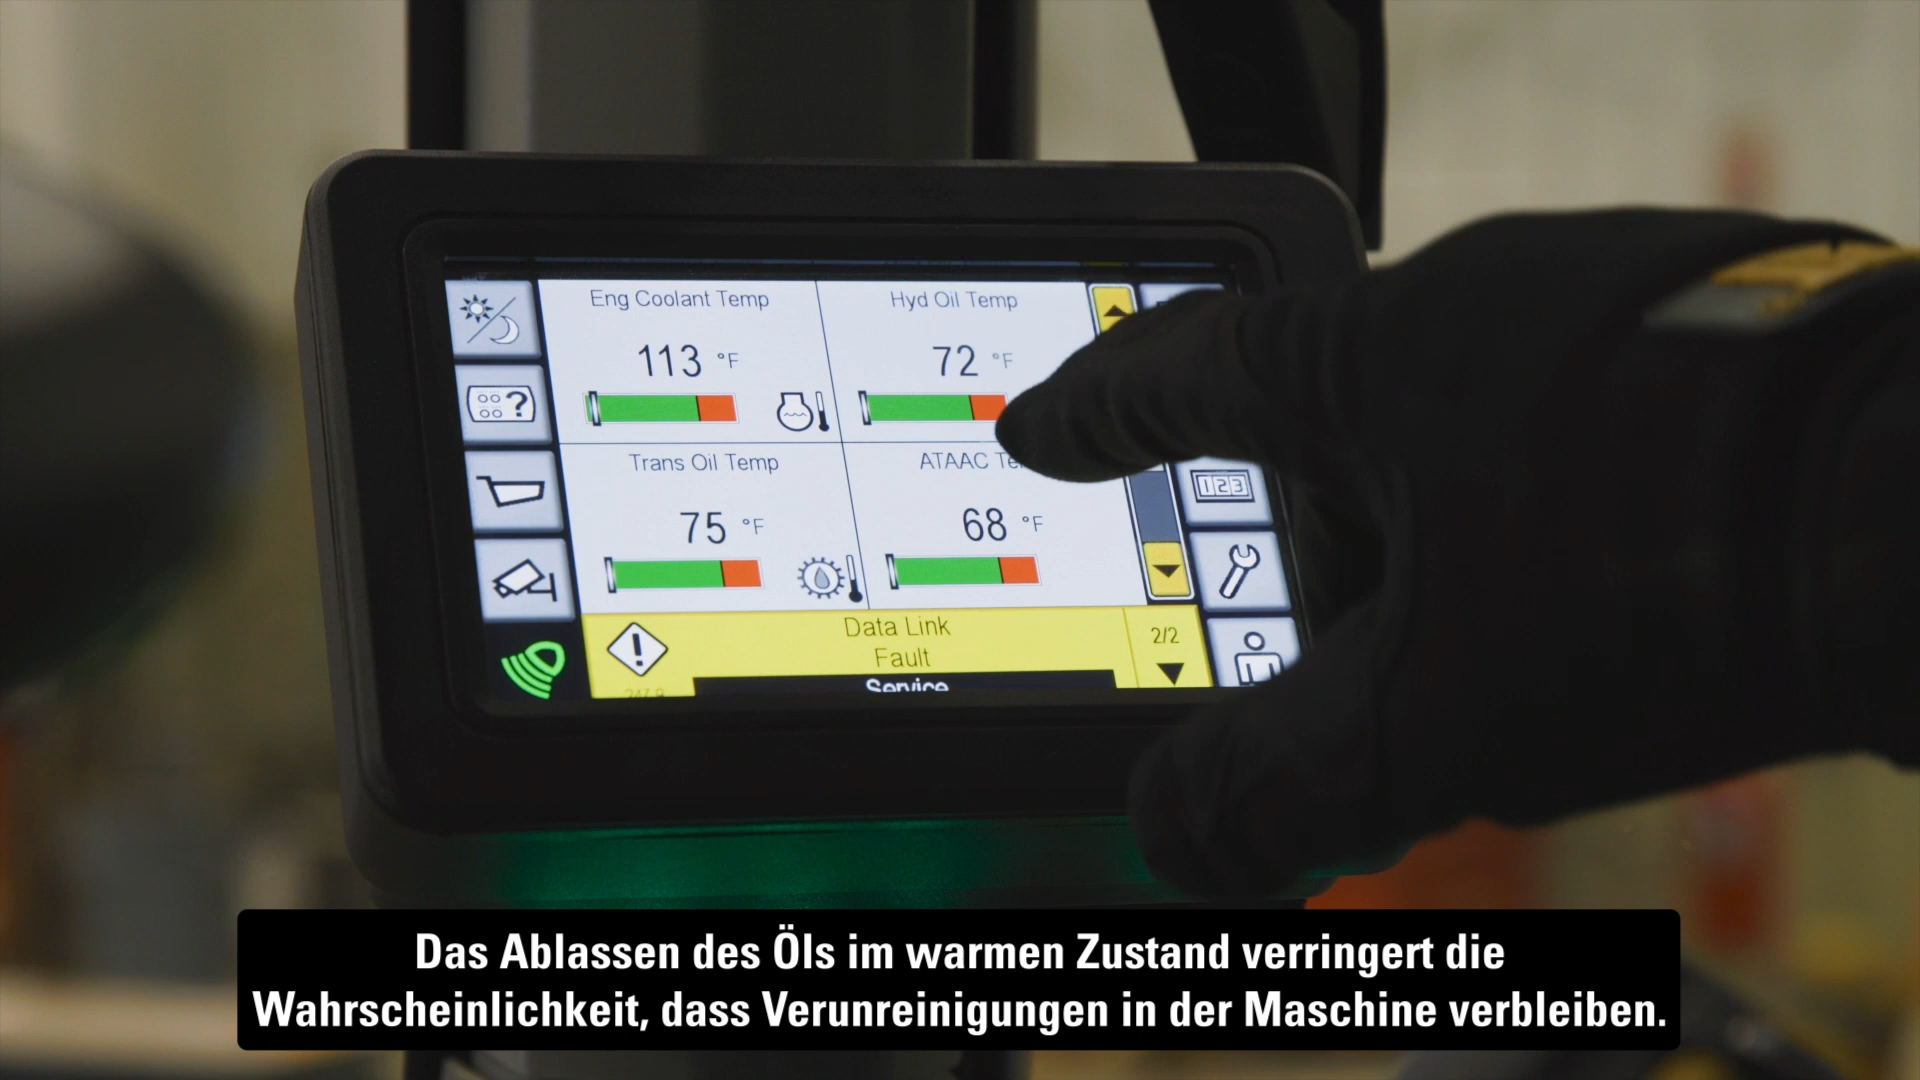 Eng Coolant Temp
Hyd Oil Temp
113 °F
72 °F
Trans Oil Temp
ATAAC
75 °F
68 °F
123
Data Link
Fault
2/2
Service
Das Ablassen des Öls im warmen Zustand verringert die
Wahrscheinlichkeit, dass Verunreinigungen in der Maschine verbleiben.